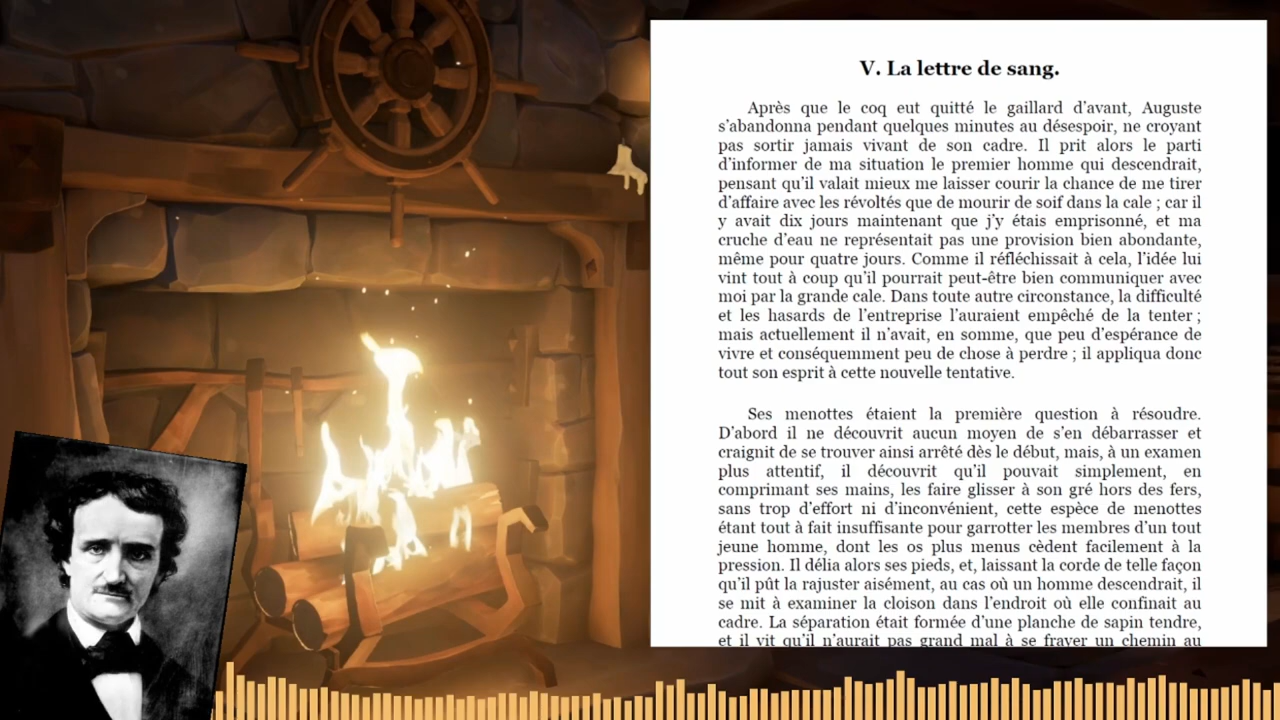 V. La lettre de sang.
Après que le coq eut quitté le gaillard d’avant, Auguste
s’abandonna pendant quelques minutes au désespoir, ne croyant
pas sortir jamais vivant de son cadre. Il prit alors le parti
d’informer de ma situation le premier homme qui descendrait,
pensant qu’il valait mieux me laisser courir la chance de me tirer
d’affaire avec les révoltés que de mourir de soif dans la cale ; car il
y avait dix jours maintenant que j’y étais emprisonné, et ma
cruche d’eau ne représentait pas une provision bien abondante,
même pour quatre jours. Comme il réfléchissait à cela, l’idée lui
vint tout à coup qu’il pourrait peut-être bien communiquer avec
moi par la grande cale. Dans toute autre circonstance, la difficulté
et les hasards de l’entreprise l’auraient empêché de la tenter ;
mais actuellement il n’avait, en somme, que peu d’espérance de
vivre et conséquemment peu de chose à perdre ; il appliqua donc
tout son esprit à cette nouvelle tentative.
Ses menottes étaient la première question à résoudre.
D’abord il ne découvrit aucun moyen de s’en débarrasser et
craignit de se trouver ainsi arrêté dès le début, mais, à un examen
plus attentif, il découvrit qu’il pouvait simplement, en
comprimant ses mains, les faire glisser à son gré hors des fers,
sans trop d’effort ni d’inconvénient, cette espèce de menottes
étant tout à fait insuffisante pour garrotter les membres d’un tout
jeune homme, dont les os plus menus cèdent facilement à la
pression. Il délia alors ses pieds, et, laissant la corde de telle façon
qu’il pût la rajuster aisément, au cas où un homme descendrait, il
se mit à examiner la cloison dans l’endroit où elle confinait au
cadre. La séparation était formée d’une planche de sapin tendre,
et il vit qu’il n’aurait pas grand mal à se frayer un chemin au